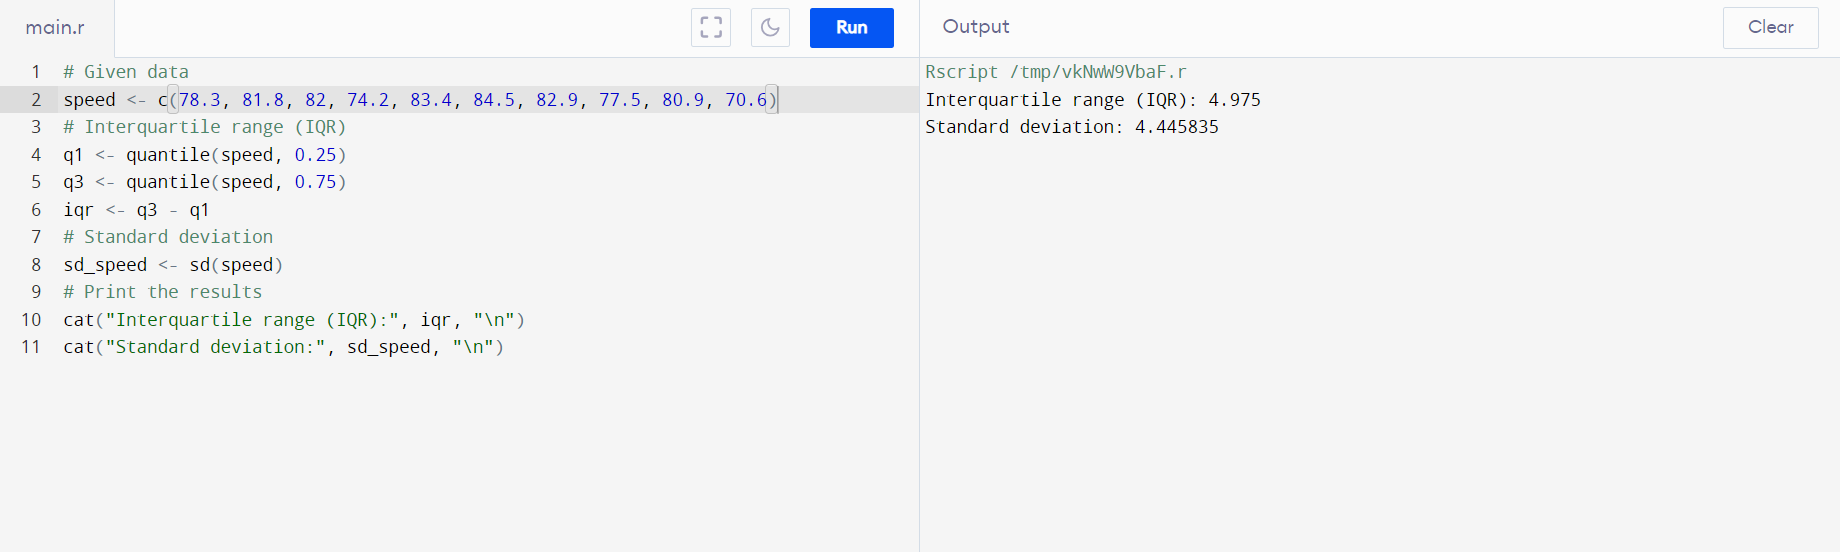 main.r
Run
Output
Clear
1 # Given data
2 speed <- c(78.3, 81.8, 82, 74.2, 83.4, 84.5, 82.9, 77.5, 80.9, 70.6)
3 # Interquartile range (IQR)
4 q1 <- quantile(speed, 0.25)
5 q3 <- quantile(speed, 0.75)
6 iqr <- q3 - q1
7 # Standard deviation
8 sd_speed <- sd(speed)
9 # Print the results
10 cat("Interquartile range (IQR):", iqr, "\n")
11 cat("Standard deviation:", sd_speed, "\n")
Rscript /tmp/vkNwW9VbaF.r
Interquartile range (IQR): 4.975
Standard deviation: 4.445835